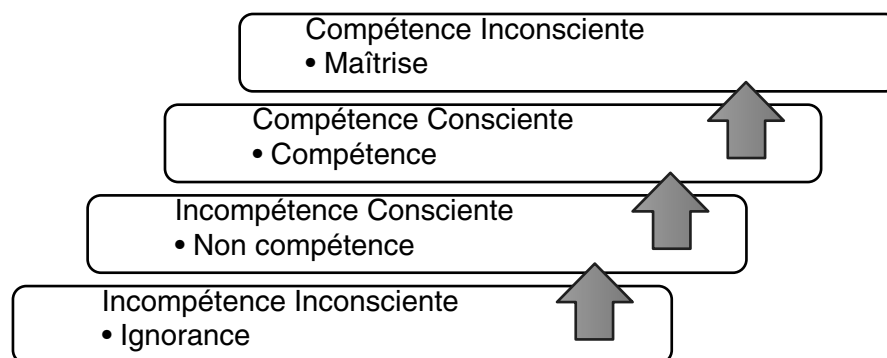 Compétence Inconsciente
• Maîtrise
Compétence Consciente
• Compétence
Incompétence Consciente
• Non compétence
Incompétence Inconsciente
• Ignorance